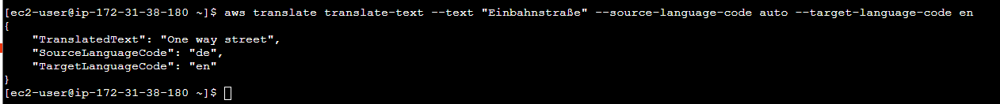 [ec2-user@ip-172-31-38-180 ~]$ aws translate translate-text --text "Einbahnstraße" --source-language-code auto --target-language-code en
{
    "TranslatedText": "One way street",
    "SourceLanguageCode": "de",
    "TargetLanguageCode": "en"
}
[ec2-user@ip-172-31-38-180 ~]$